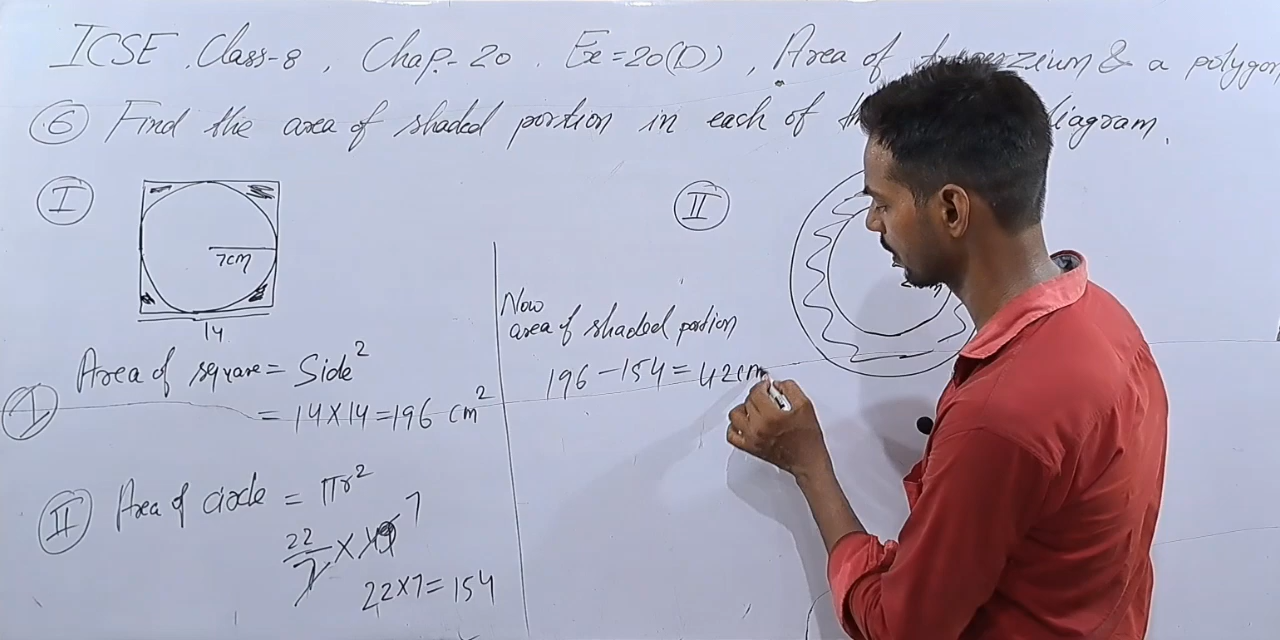 ICSE, Class-8, Chap-20, Ex=20(D), Area of trapezium & a polygon
6 Find the area of shaded portion in each of diagram.
I
7cm
14
Area of square = Side²
I = 14×14=196 cm²
II Area of circle = πr²
22/7 × 49 7
22×7=154
II
Now
area of shaded portion
196-154=42cm